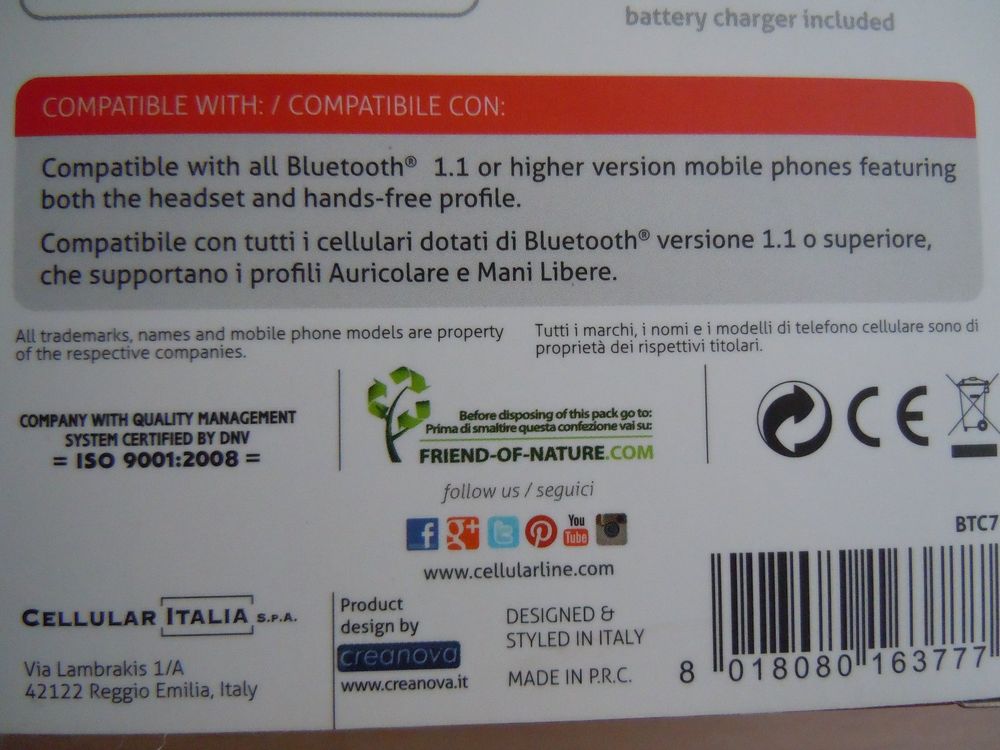 battery charger included
COMPATIBLE WITH: / COMPATIBILE CON:
Compatible with all Bluetooth® 1.1 or higher version mobile phones featuring
both the headset and hands-free profile.
Compatibile con tutti i cellulari dotati di Bluetooth® versione 1.1 o superiore,
che supportano i profili Auricolare e Mani Libere.
All trademarks, names and mobile phone models are property
of the respective companies.
Tutti i marchi, i nomi e i modelli di telefono cellulare sono di
proprietà dei rispettivi titolari.
COMPANY WITH QUALITY MANAGEMENT
SYSTEM CERTIFIED BY DNV
= ISO 9001:2008 =
Before disposing of this pack go to:
Prima di smaltire questa confezione vai su:
FRIEND-OF-NATURE.COM
CE
follow us / seguici
f g+ t P You Tube
www.cellularline.com
BTC7
CELLULAR ITALIA S.P.A.
Via Lambrakis 1/A
42122 Reggio Emilia, Italy
Product
design by
creanova
www.creanova.it
DESIGNED &
STYLED IN ITALY
MADE IN P.R.C.
8 018080 163777